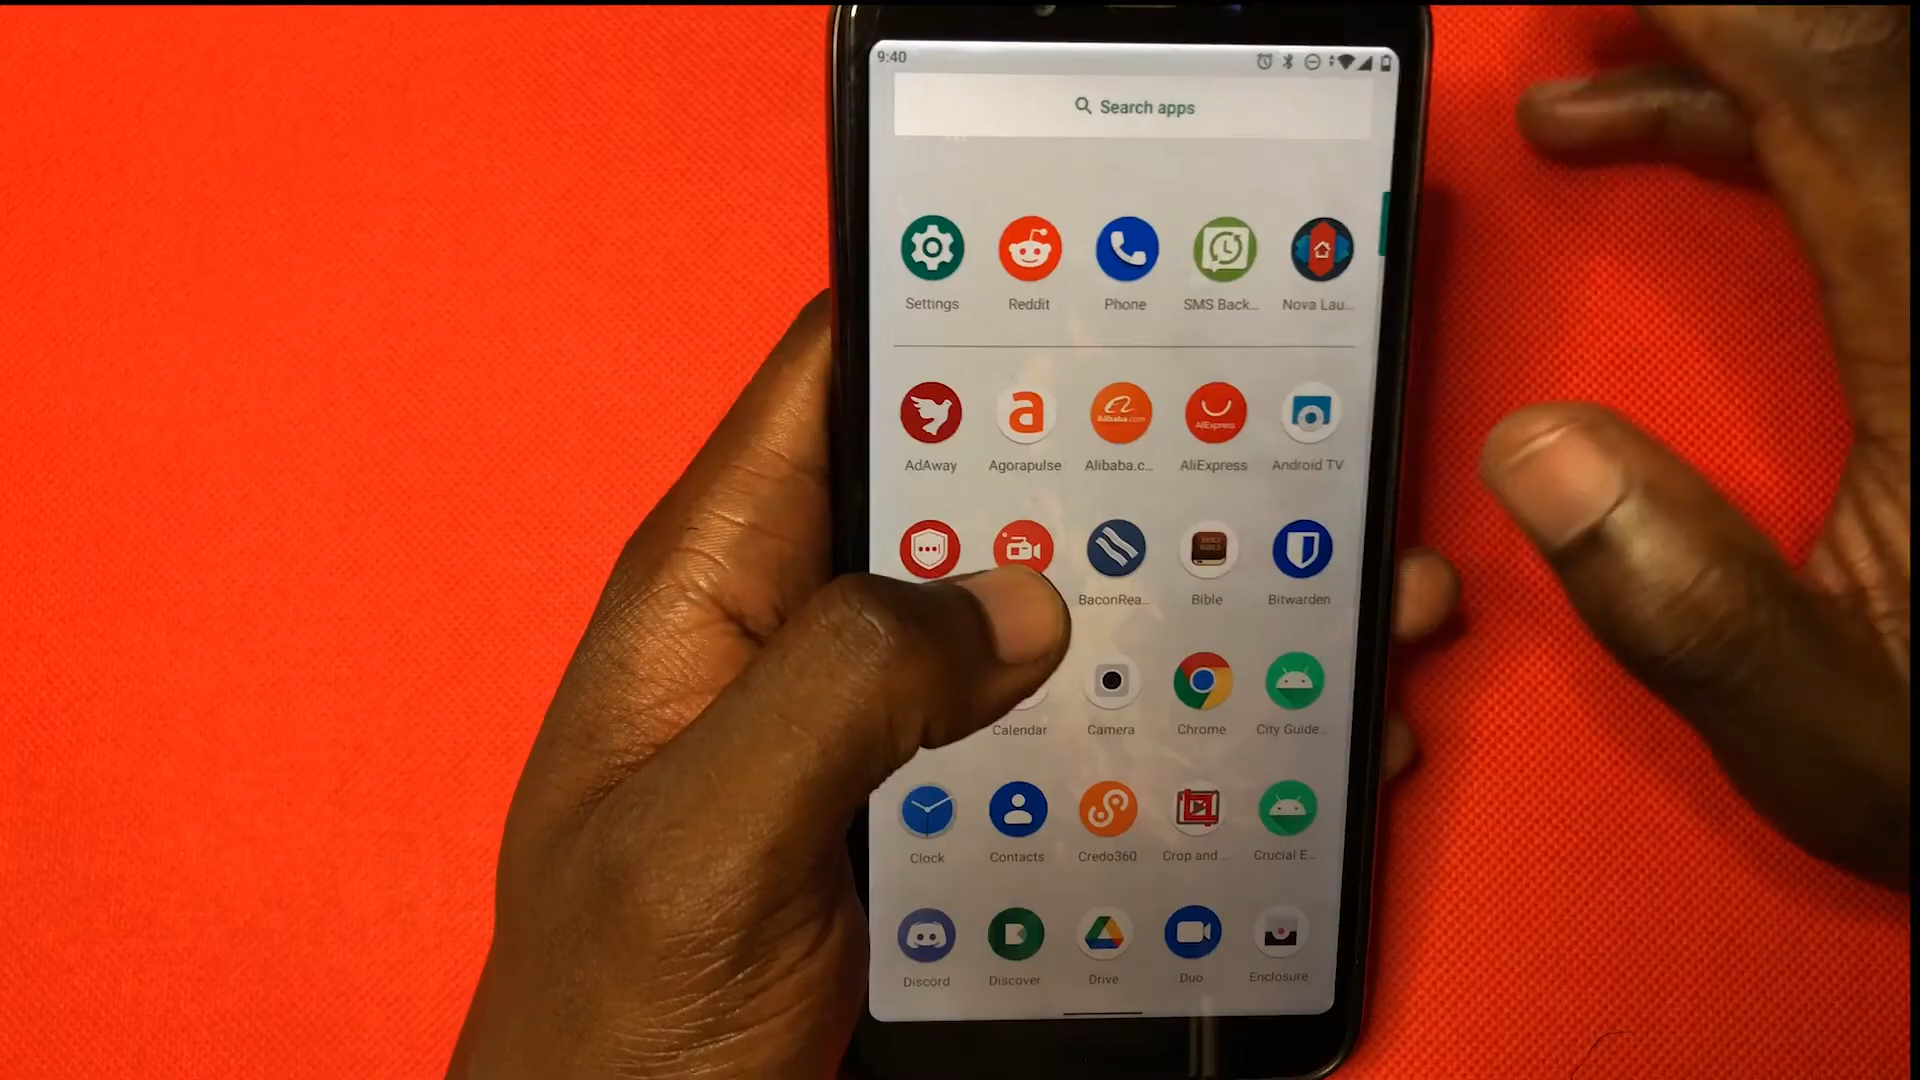 9:40
Search apps
Settings Reddit Phone SMS Back... Nova Lau...
AdAway Agorapulse Alibaba.c... AliExpress Android TV
BaconRea... Bible Bitwarden
Calendar Camera Chrome City Guide...
Clock Contacts Credo360 Crop and ... Crucial E...
Discord Discover Drive Duo Enclosure